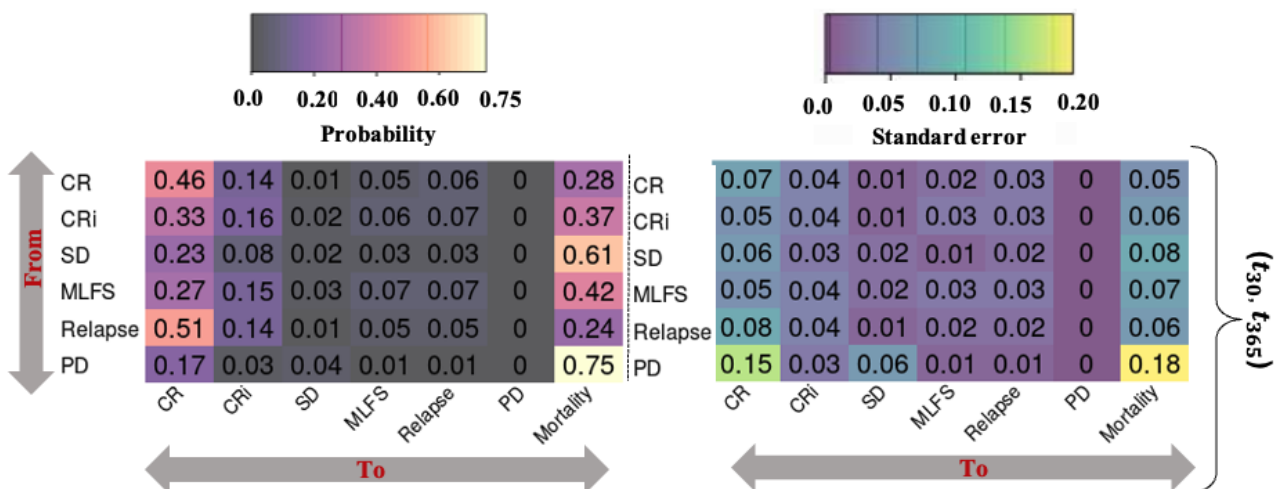 0.0 0.20 0.40 0.60 0.75
Probability
0.0 0.05 0.10 0.15 0.20
Standard error
From
CR 0.46 0.14 0.01 0.05 0.06 0 0.28
CRi 0.33 0.16 0.02 0.06 0.07 0 0.37
SD 0.23 0.08 0.02 0.03 0.03 0 0.61
MLFS 0.27 0.15 0.03 0.07 0.07 0 0.42
Relapse 0.51 0.14 0.01 0.05 0.05 0 0.24
PD 0.17 0.03 0.04 0.01 0.01 0 0.75
CR CRi SD MLFS Relapse PD Mortality
To
CR 0.07 0.04 0.01 0.02 0.03 0 0.05
CRi 0.05 0.04 0.01 0.03 0.03 0 0.06
SD 0.06 0.03 0.02 0.01 0.02 0 0.08
MLFS 0.05 0.04 0.02 0.03 0.03 0 0.07
Relapse 0.08 0.04 0.01 0.02 0.02 0 0.06
PD 0.15 0.03 0.06 0.01 0.01 0 0.18
CR CRi SD MLFS Relapse PD Mortality
To
(t30, t365)